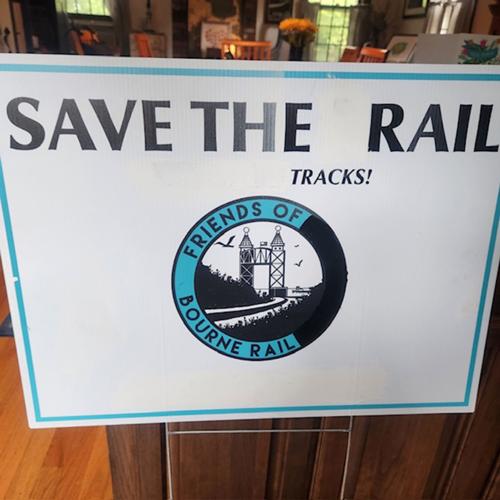 SAVE THE RAIL
TRACKS!
FRIENDS OF
BOURNE RAIL